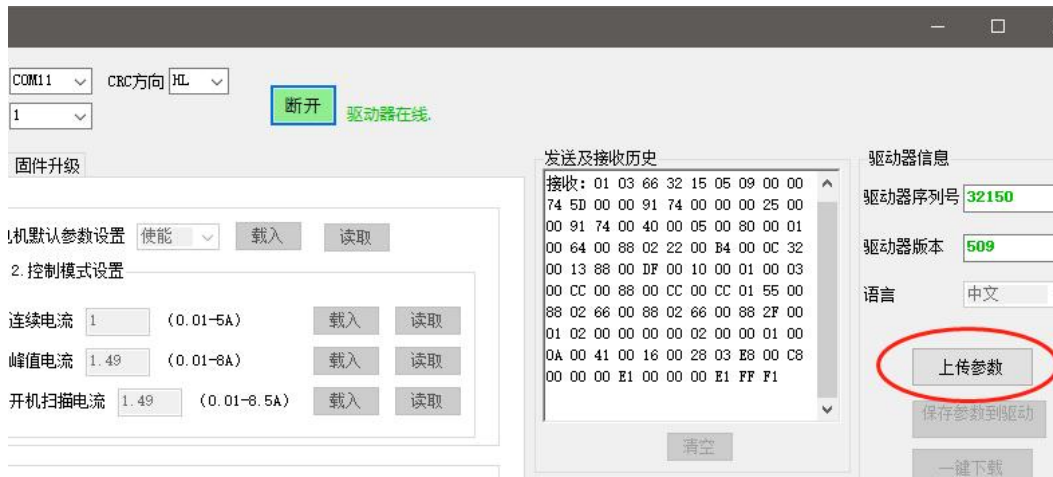 COM11 CRC方向 HL
断开
1
驱动器在线.
固件升级
机默认参数设置 使能 载入 读取
2.控制模式设置
连续电流 1 (0.01-5A) 载入 读取
峰值电流 1.49 (0.01-8A) 载入 读取
开机扫描电流 1.49 (0.01-8.5A) 载入 读取
发送及接收历史
接收: 01 03 66 32 15 05 09 00 00
74 5D 00 00 91 74 00 00 00 25 00
00 91 74 00 40 00 05 00 80 00 01
00 64 00 88 02 22 00 B4 00 0C 32
00 13 88 00 DF 00 10 00 01 00 03
00 CC 00 88 00 CC 00 CC 01 55 00
88 02 66 00 88 02 66 00 88 2F 00
01 02 00 00 00 00 02 00 00 01 00
0A 00 41 00 16 00 28 03 E8 00 C8
00 00 00 E1 00 00 00 E1 FF F1
清空
驱动器信息
驱动器序列号 32150
驱动器版本 509
语言 中文
上传参数
保存参数到驱动
一键下载